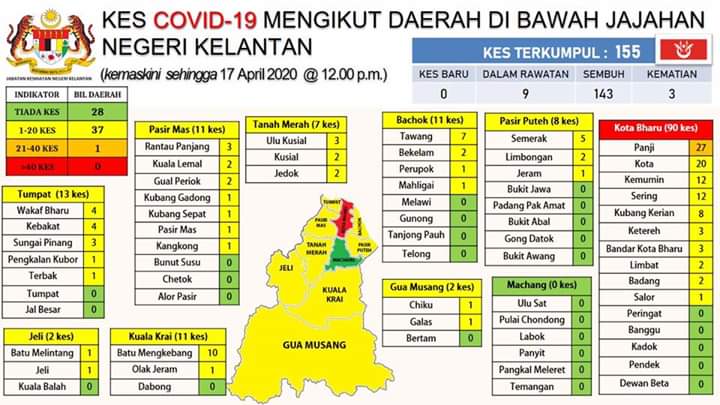 KES COVID-19 MENGIKUT DAERAH DI BAWAH JAJAHAN
NEGERI KELANTAN
(kemaskini sehingga 17 April 2020 @ 12.00 p.m.)
JABATAN KESIHATAN NEGERI KELANTAN
KES TERKUMPUL : 155
KES BARU DALAM RAWATAN SEMBUH KEMATIAN
0 9 143 3
INDIKATOR BIL DAERAH
TIADA KES 28
1-20 KES 37
21-40 KES 1
>40 KES 0
Tumpat (13 kes)
Wakaf Bharu 4
Kebakat 4
Sungai Pinang 3
Pengkalan Kubor 1
Terbak 1
Tumpat 0
Jal Besar 0
Jeli (2 kes)
Batu Melintang 1
Jeli 1
Kuala Balah 0
Pasir Mas (11 kes)
Rantau Panjang 3
Kuala Lemal 2
Gual Periok 2
Kubang Gadong 1
Kubang Sepat 1
Pasir Mas 1
Kangkong 1
Bunut Susu 0
Chetok 0
Alor Pasir 0
Kuala Krai (11 kes)
Batu Mengkebang 10
Olak Jeram 1
Dabong 0
Tanah Merah (7 kes)
Ulu Kusial 3
Kusial 2
Jedok 2
TUMPAT
PASIR MAS
BACHOK
TANAH MERAH
PASIR PUTEH
MACHANG
JELI
KUALA KRAI
GUA MUSANG
Bachok (11 kes)
Tawang 7
Bekelam 2
Perupok 1
Mahligai 1
Melawi 0
Gunong 0
Tanjong Pauh 0
Telong 0
Gua Musang (2 kes)
Chiku 1
Galas 1
Bertam 0
Pasir Puteh (8 kes)
Semerak 5
Limbongan 2
Jeram 1
Bukit Jawa 0
Padang Pak Amat 0
Bukit Abal 0
Gong Datok 0
Bukit Awang 0
Machang (0 kes)
Ulu Sat 0
Pulai Chondong 0
Labok 0
Panyit 0
Pangkal Meleret 0
Temangan 0
Kota Bharu (90 kes)
Panji 27
Kota 20
Kemumin 12
Sering 12
Kubang Kerian 8
Ketereh 3
Bandar Kota Bharu 3
Limbat 2
Badang 2
Salor 1
Peringat 0
Banggu 0
Kadok 0
Pendek 0
Dewan Beta 0